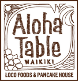 Aloha
Table
WAIKIKI
LOCO FOODS & PANCAKE HOUSE